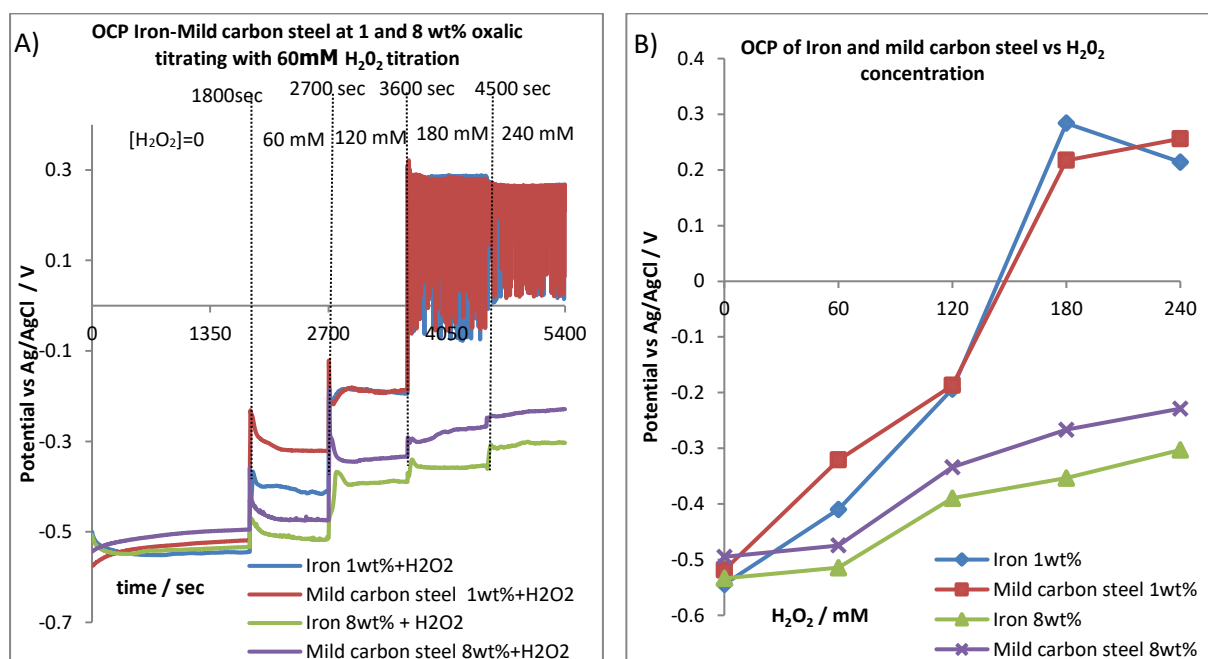 A)
OCP Iron-Mild carbon steel at 1 and 8 wt% oxalic
titrating with 60mM H₂0₂ titration
1800sec
2700 sec
3600 sec
4500 sec
[H₂O₂]=0
60 mM
120 mM
180 mM
240 mM
0.3
0.1
-0.1
-0.3
-0.5
-0.7
0
1350
2700
4050
5400
Potential vs Ag/AgCl / V
time / sec
Iron 1wt%+H2O2
Mild carbon steel 1wt%+H2O2
Iron 8wt% + H2O2
Mild carbon steel 8wt%+H2O2
B)
OCP of Iron and mild carbon steel vs H₂0₂
concentration
0.4
0.3
0.2
0.1
0
-0.1
-0.2
-0.3
-0.4
-0.5
-0.6
0
60
120
180
240
Potential vs Ag/AgCl / V
H₂O₂ / mM
Iron 1wt%
Mild carbon steel 1wt%
Iron 8wt%
Mild carbon steel 8wt%